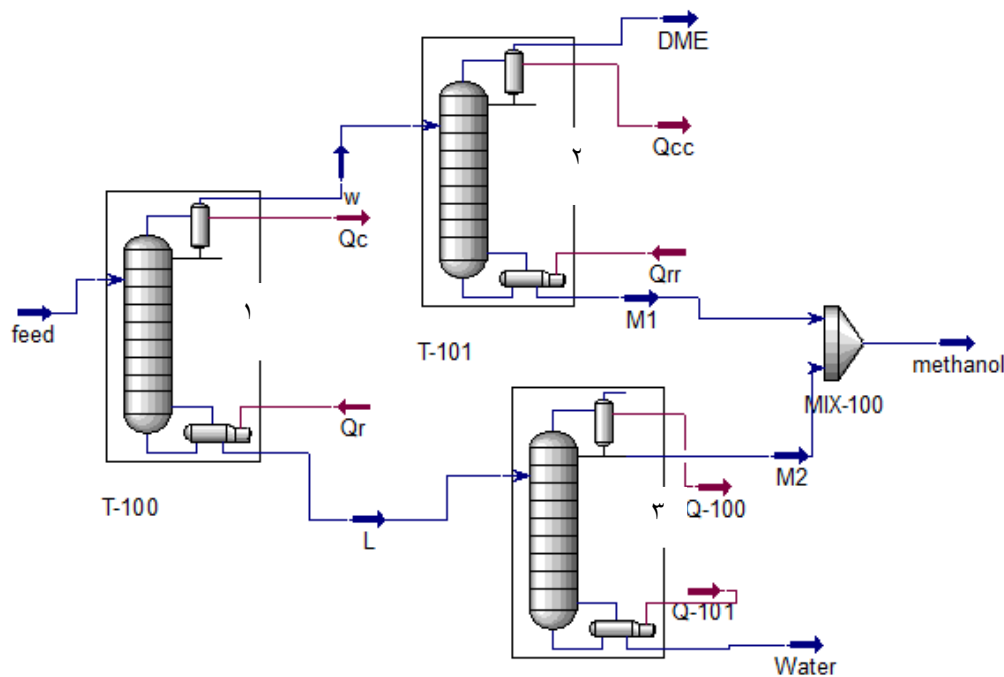 DME
Qcc
۲
w
Qc
Qrr
M1
feed
۱
T-101
methanol
MIX-100
Qr
M2
T-100
Q-100
۳
L
Q-101
Water